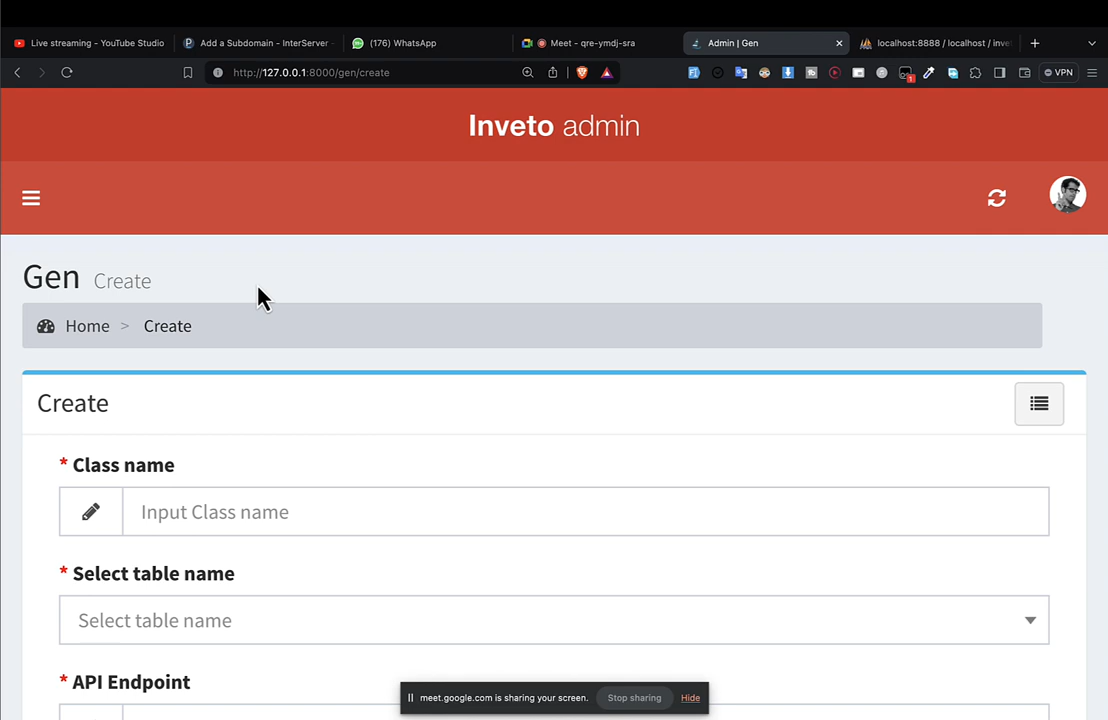 Live streaming - YouTube Studio
Add a Subdomain - InterServer
(176) WhatsApp
Meet - qre-ymdj-sra
Admin | Gen
localhost:8888 / localhost / inve
http://127.0.0.1:8000/gen/create
1
VPN
Inveto admin
Gen Create
Home > Create
Create
* Class name
Input Class name
* Select table name
Select table name
* API Endpoint
meet.google.com is sharing your screen.
Stop sharing
Hide